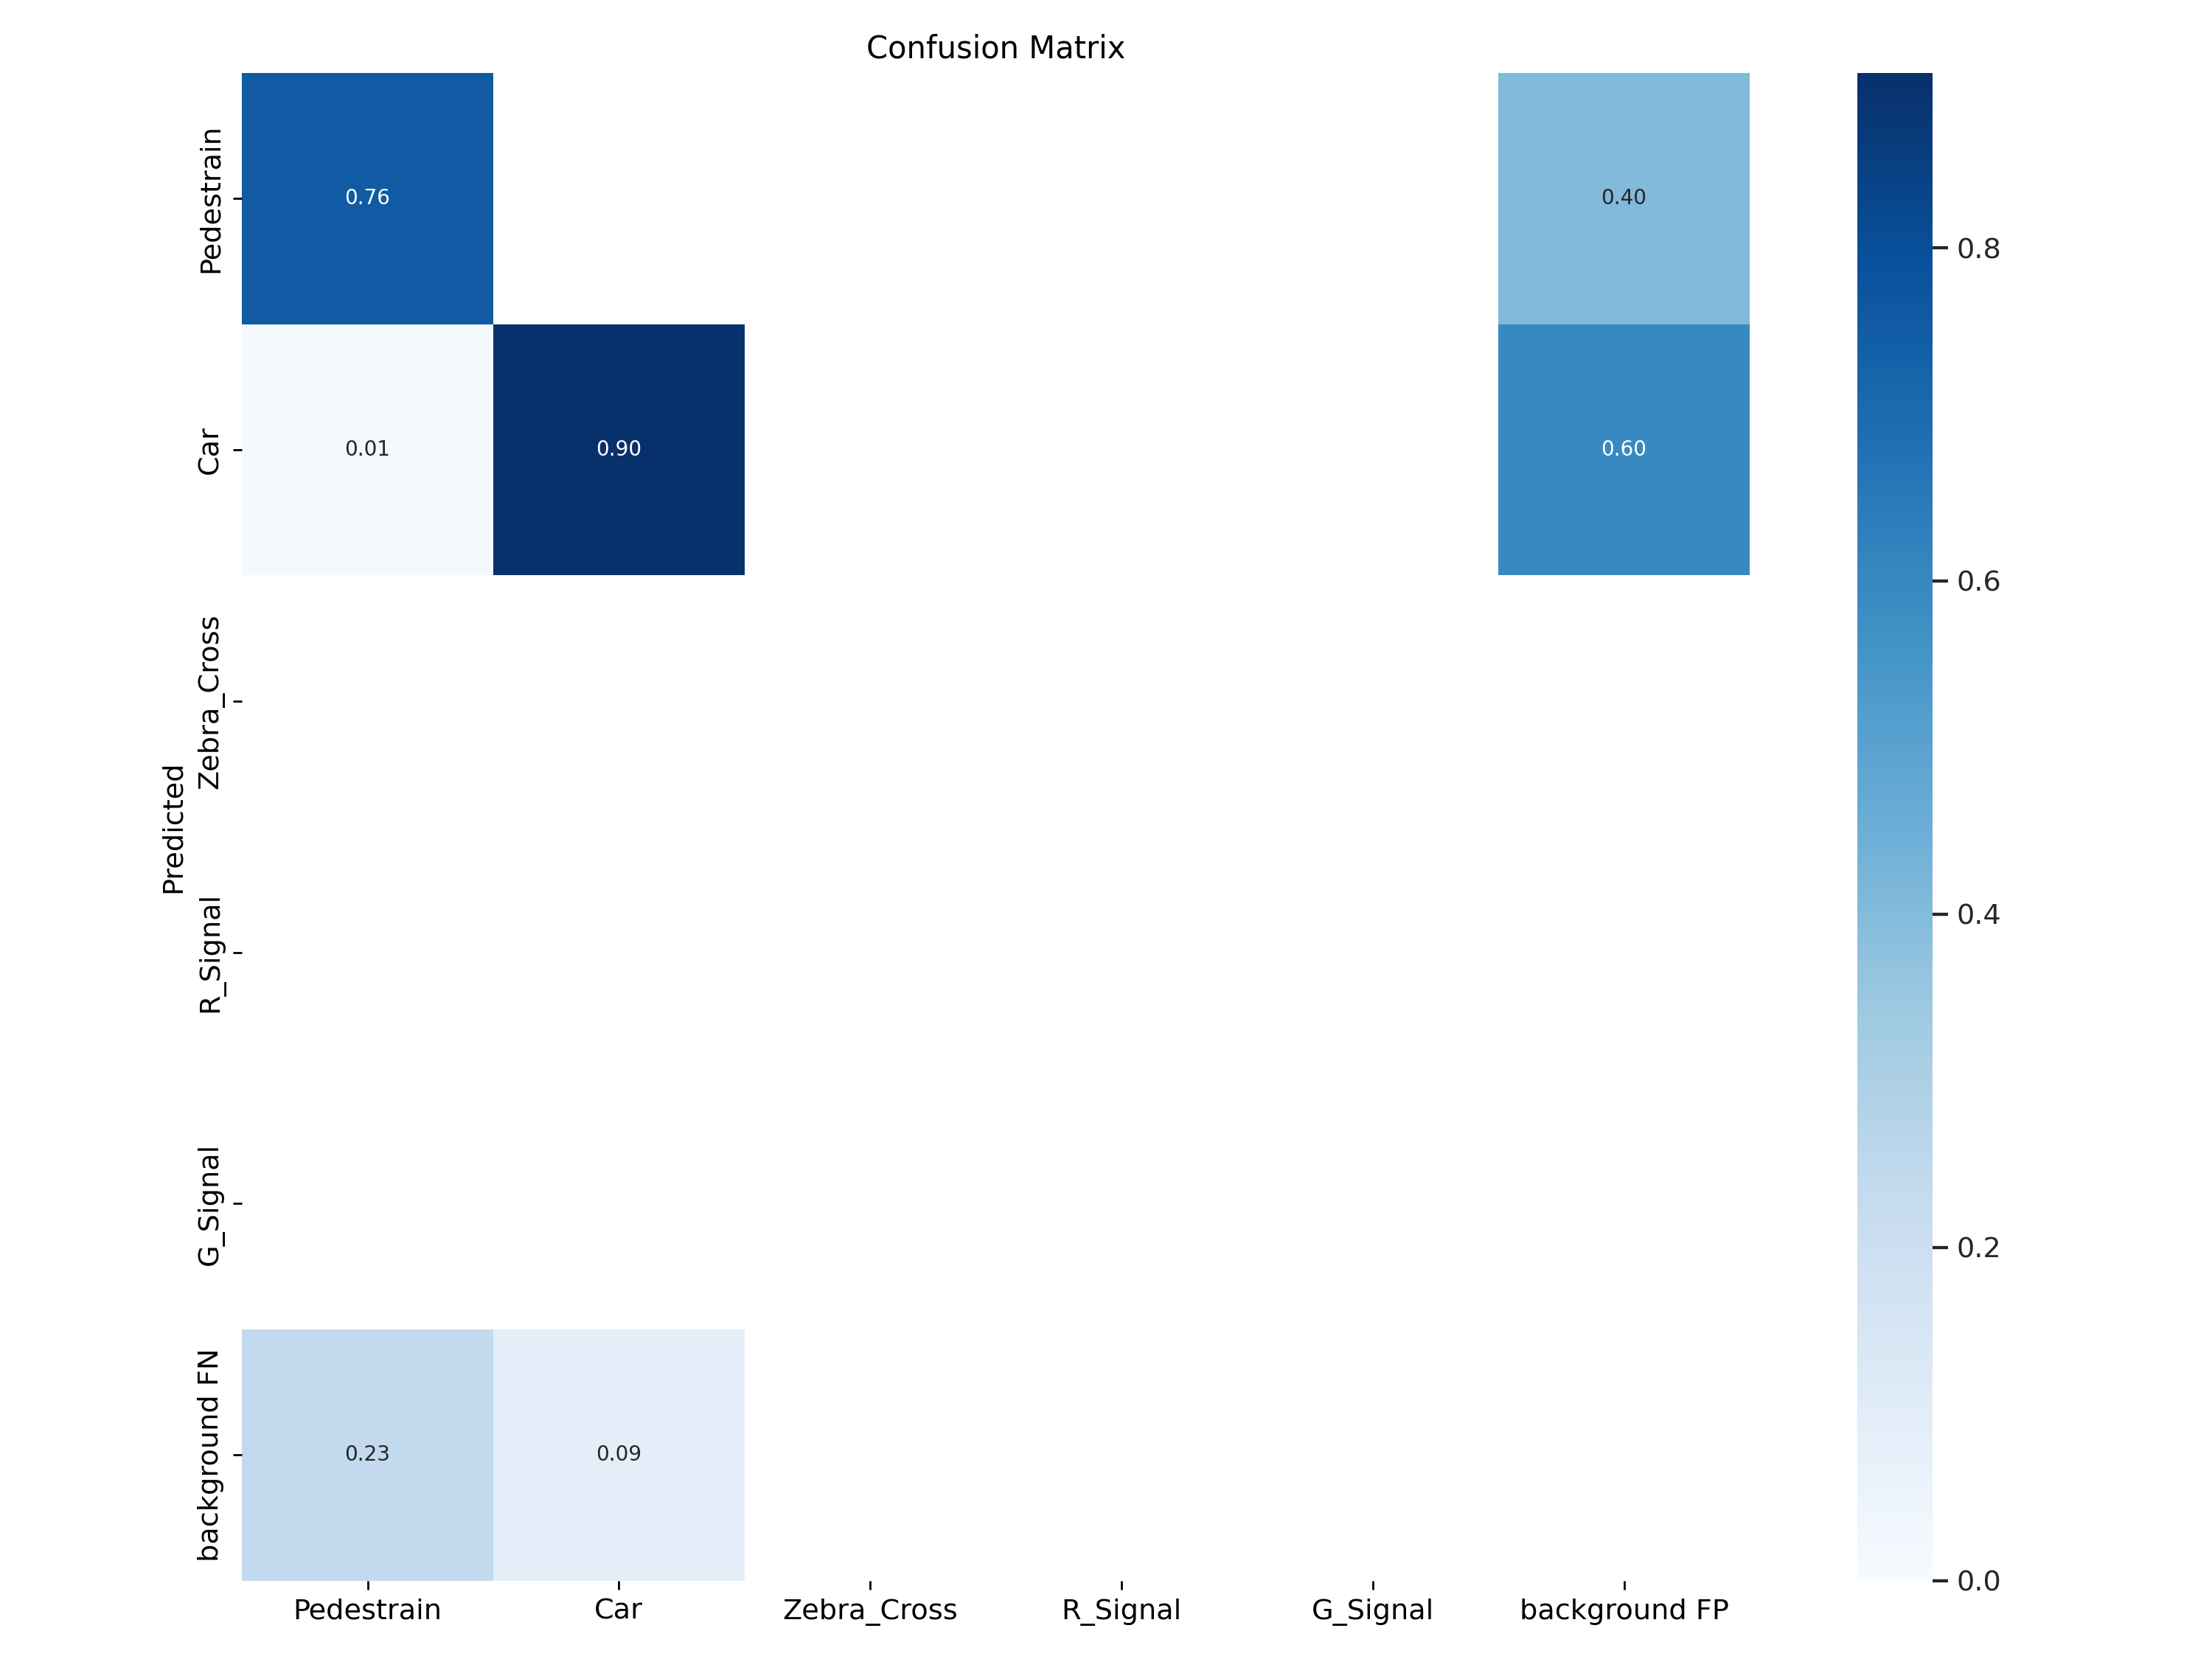 Confusion Matrix
Pedestrain
0.76
0.40
0.8
Car
0.01
0.90
0.60
0.6
Zebra_Cross
Predicted
R_Signal
0.4
G_Signal
0.2
background FN
0.23
0.09
0.0
Pedestrain
Car
Zebra_Cross
R_Signal
G_Signal
background FP